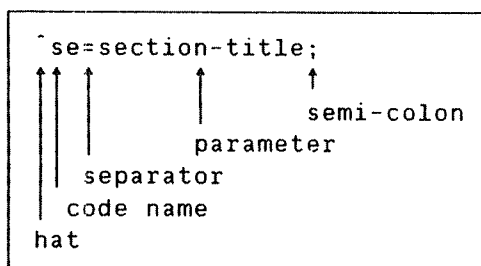 ^se=section-title;
semi-colon
parameter
separator
code name
hat